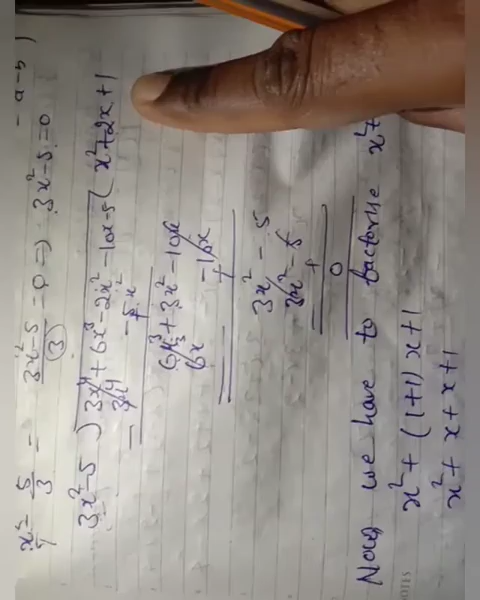 x² - 5/3 = (3x² - 5)/3 = 0 => 3x² - 5 = 0
3x² - 5 ) 3x⁴ + 6x³ - 2x² - 10x - 5 ( x² + 2x + 1
3x⁴ - 5x²
- +
6x³ + 3x² - 10x
6x³ - 10x
- +
3x² - 5
3x² - 5
- +
0
Now we have to factorise x² +
x² + (1+1) x + 1
x² + x + x + 1
NOTES